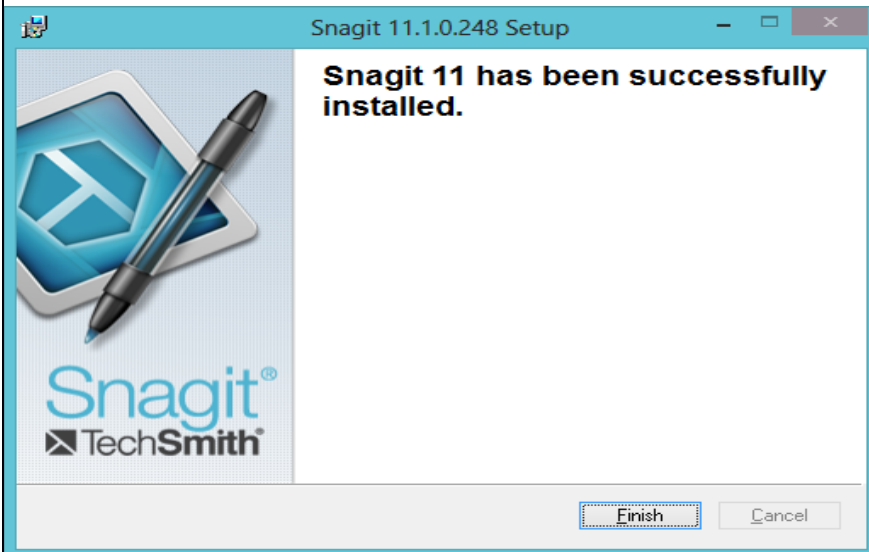 Snagit 11.1.0.248 Setup
Snagit 11 has been successfully
installed.
Snagit®
TechSmith®
Finish
Cancel